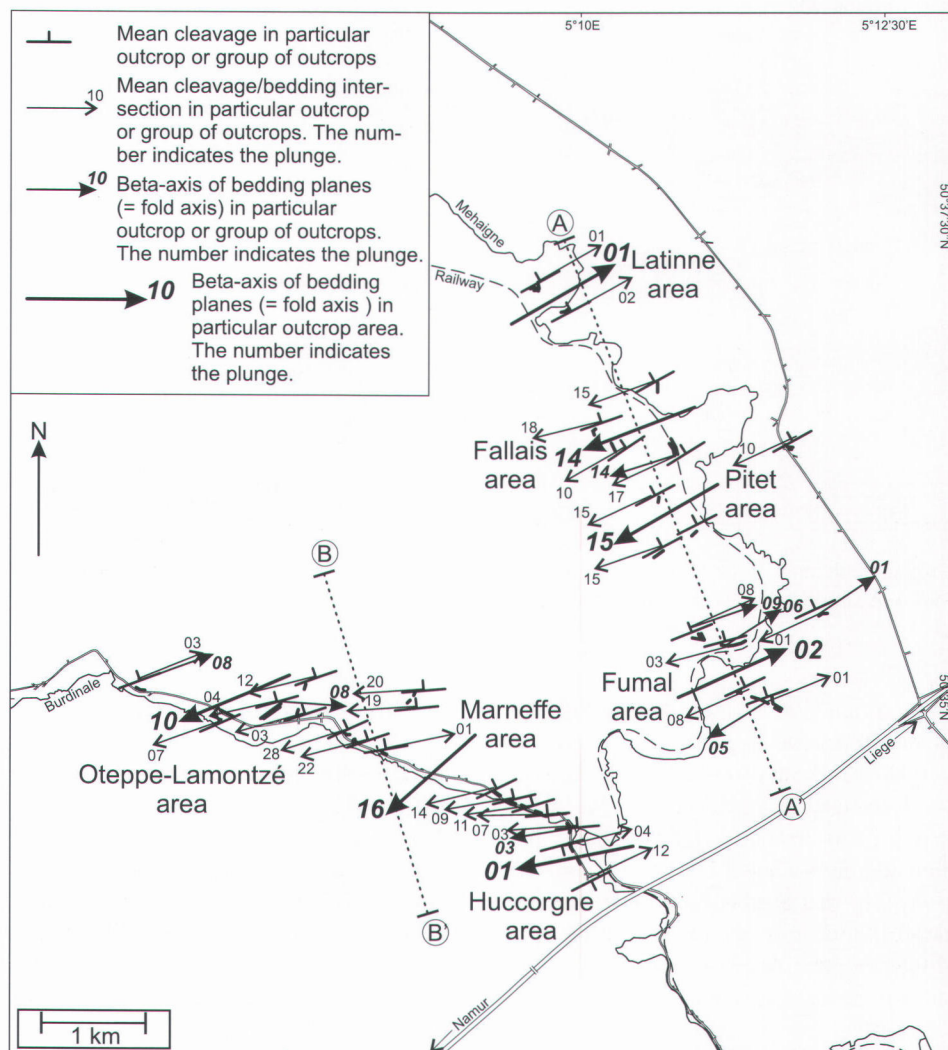 Mean cleavage in particular
outcrop or group of outcrops
10
Mean cleavage/bedding inter-
section in particular outcrop
or group of outcrops. The num-
ber indicates the plunge.
10
Beta-axis of bedding planes
(= fold axis) in particular
outcrop or group of outcrops.
The number indicates the plunge.
10
Beta-axis of bedding
planes (= fold axis ) in
particular outcrop area.
The number indicates
the plunge.
5°10E
5°12'30E
50°37'30N
Mehaigne
A
01
01
Latinne
area
Railway
02
15
18
14
Fallais
area
10
14
17
10
Pitet
area
15
15
15
N
B
01
08
09
06
01
03
02
Fumal
area
01
08
05
50°35'N
03
08
Burdinale
12
04
10
03
07
08
20
19
28
22
01
Marneffe
area
Oteppe-Lamontzé
area
16
14
09
11
07
03
03
04
01
12
Huccorgne
area
Liege
A'
B'
Namur
1 km